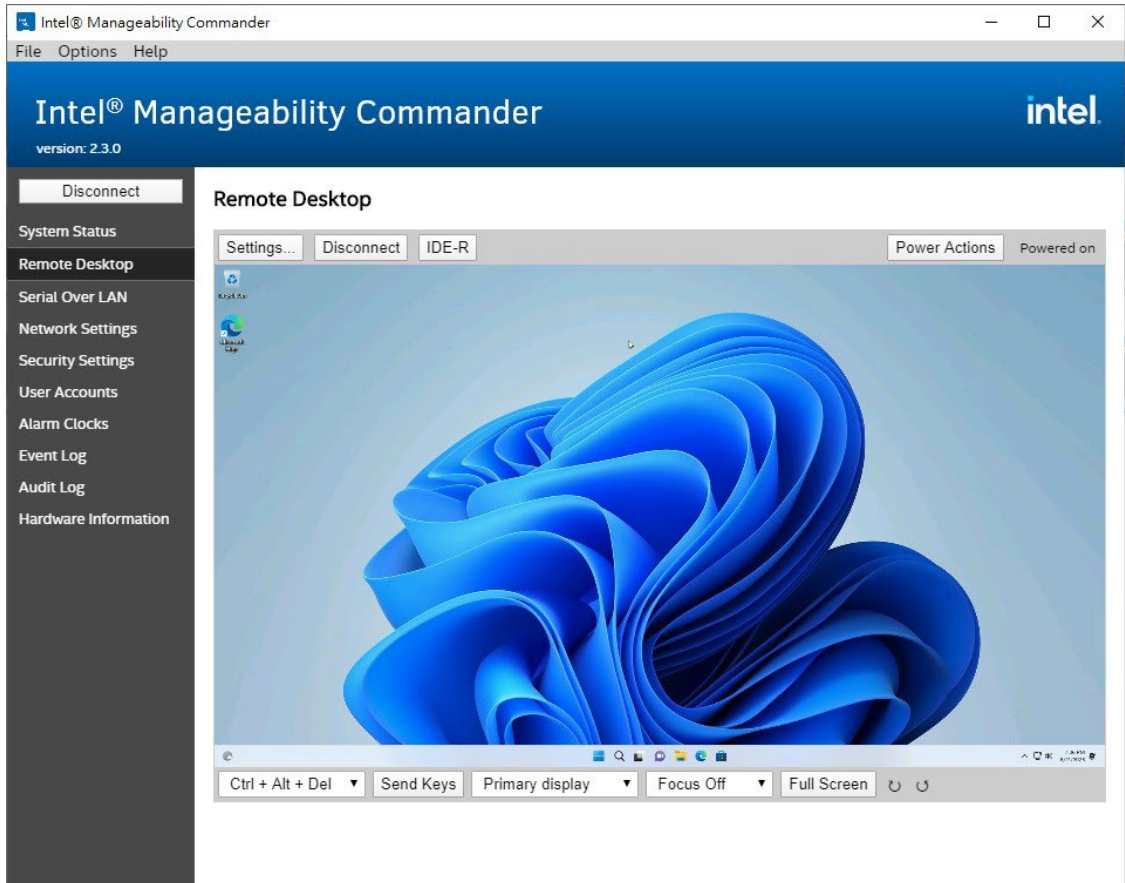 Intel® Manageability Commander
File Options Help
Intel® Manageability Commander
intel.
version: 2.3.0
Disconnect
Remote Desktop
System Status
Settings... Disconnect IDE-R Power Actions Powered on
Remote Desktop
Serial Over LAN
Network Settings
Security Settings
User Accounts
Alarm Clocks
Event Log
Audit Log
Hardware Information
Ctrl + Alt + Del Send Keys Primary display Focus Off Full Screen